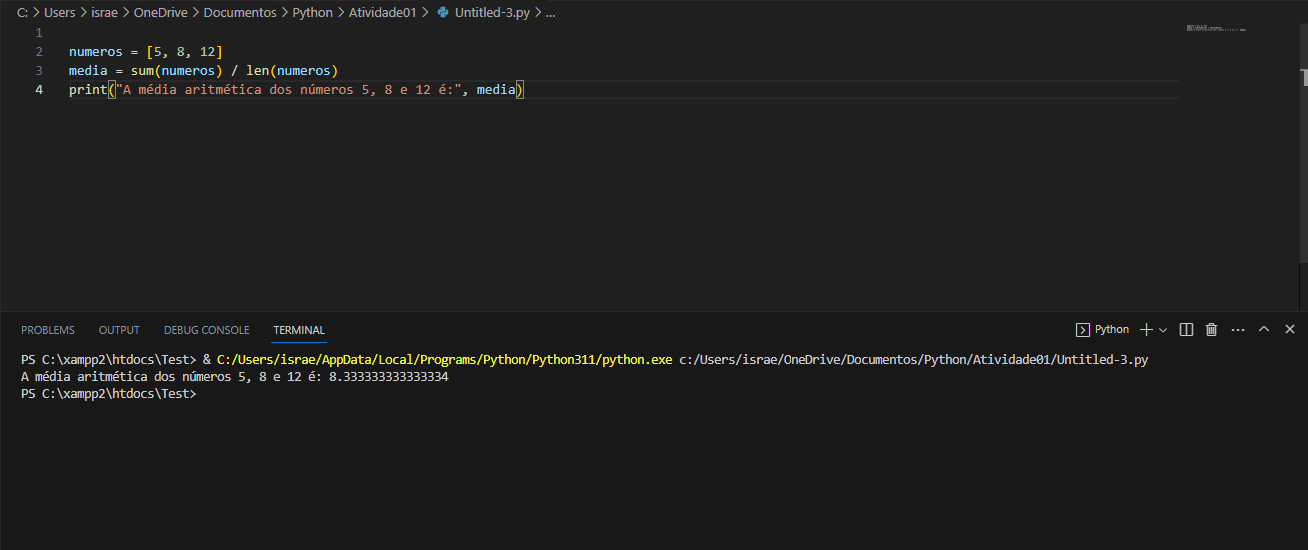 C: > Users > israe > OneDrive > Documentos > Python > Atividade01 > Untitled-3.py > ...
1
2 numeros = [5, 8, 12]
3 media = sum(numeros) / len(numeros)
4 print("A média aritmética dos números 5, 8 e 12 é:", media)
PROBLEMS OUTPUT DEBUG CONSOLE TERMINAL Python
PS C:\xampp2\htdocs\Test> & C:/Users/israe/AppData/Local/Programs/Python/Python311/python.exe c:/Users/israe/OneDrive/Documentos/Python/Atividade01/Untitled-3.py
A média aritmética dos números 5, 8 e 12 é: 8.333333333333334
PS C:\xampp2\htdocs\Test>